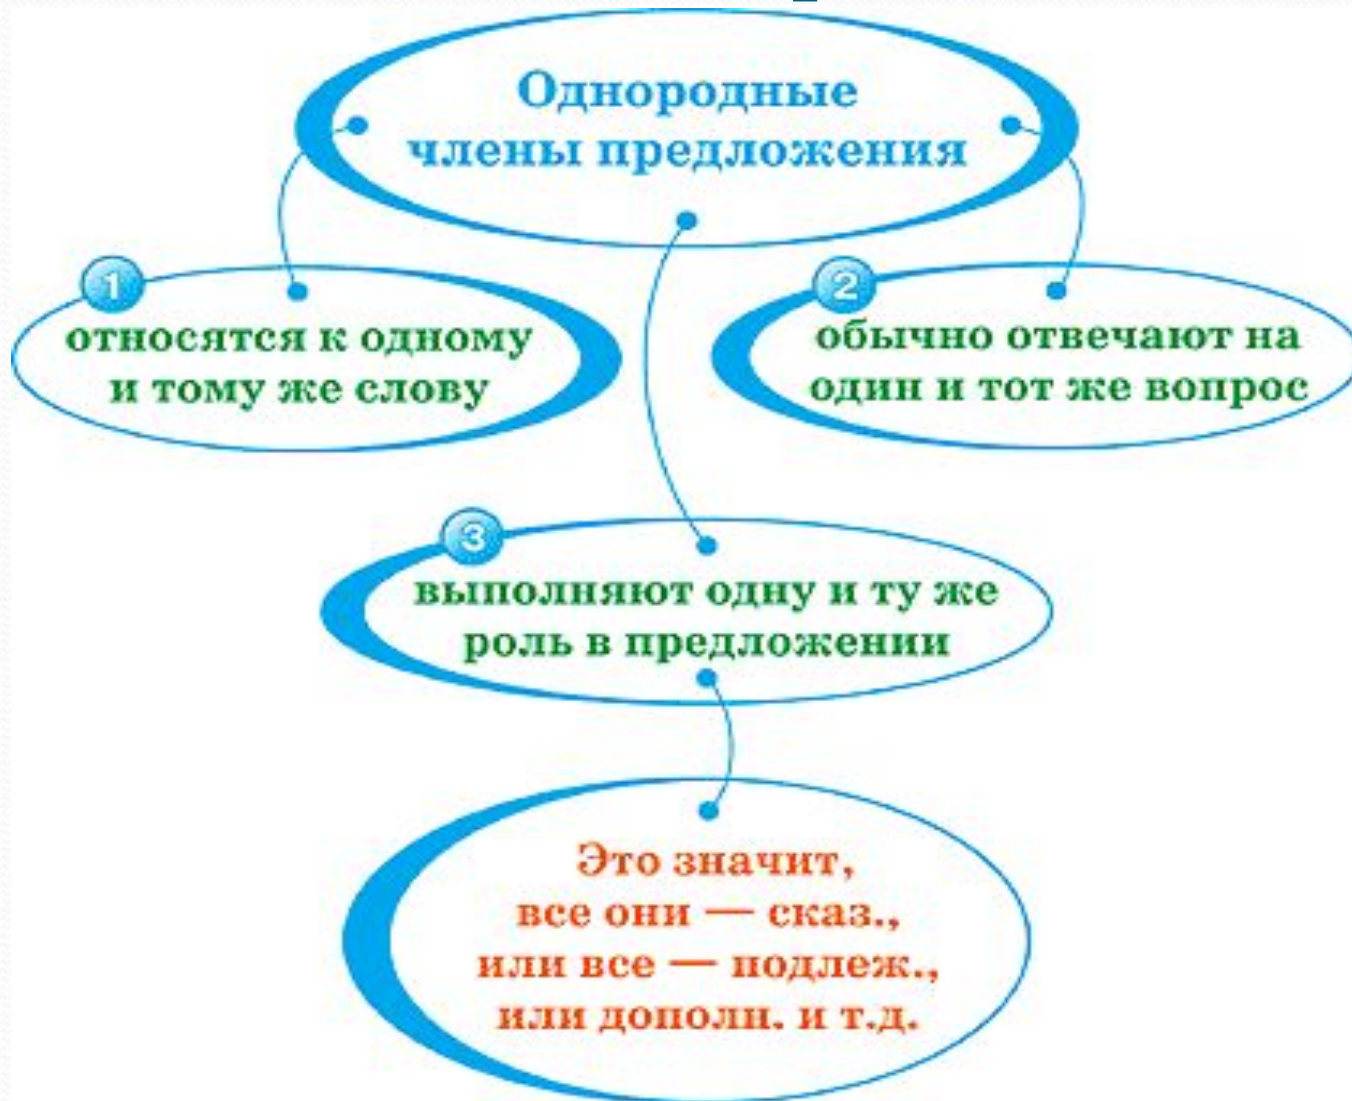 Однородные
члены предложения
1
относятся к одному
и тому же слову
2
обычно отвечают на
один и тот же вопрос
3
выполняют одну и ту же
роль в предложении
Это значит,
все они — сказ.,
или все — подлеж.,
или дополн. и т.д.